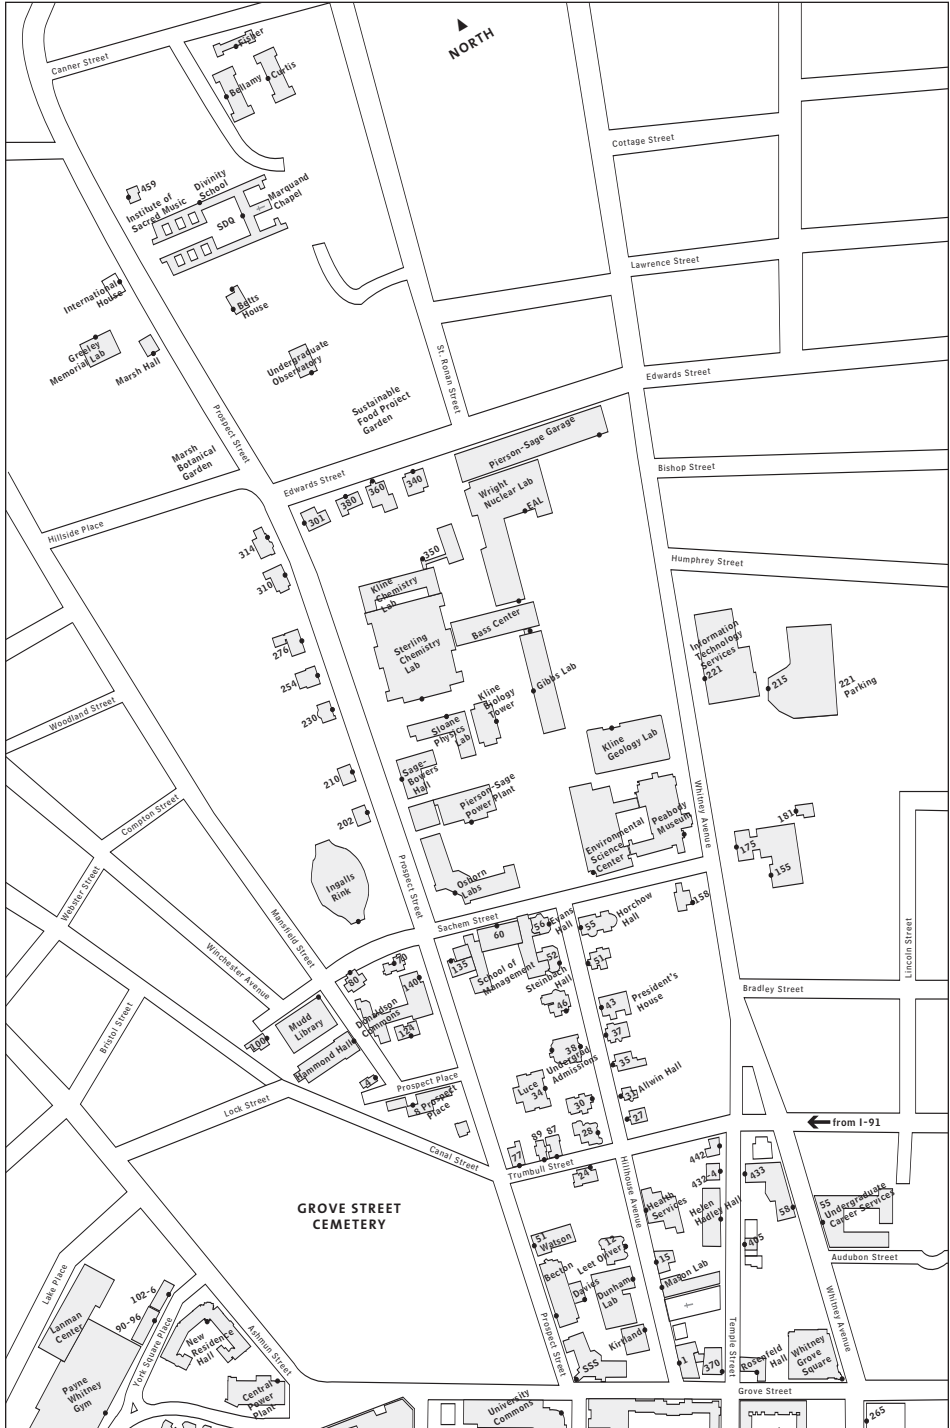 Canner Street
Fisher
Bellamy
Curtis
NORTH
Cottage Street
459
Institute of
Sacred Music
Divinity
School
SDQ
Marquand
Chapel
Lawrence Street
International
House
Betts
House
Greeley
Memorial Lab
Marsh Hall
Undergraduate
Observatory
St. Ronan Street
Edwards Street
Sustainable
Food Project
Garden
Prospect Street
Marsh
Botanical
Garden
Pierson-Sage Garage
Bishop Street
Edwards Street
301
380
360
340
Wright
Nuclear Lab
EAL
Hillside Place
314
310
350
Kline
Chemistry
Lab
Humphrey Street
276
254
230
Sterling
Chemistry
Lab
Bass Center
Gibbs Lab
Information
Technology
Services
221
215
221
Parking
Woodland Street
Kline
Biology
Tower
Sloane
Physics
Lab
Kline
Geology Lab
210
202
Sage-
Bowers
Hall
Pierson-Sage
Power Plant
Whitney Avenue
Compton Street
Environmental
Science
Center
Peabody
Museum
181
175
155
Ingalls
Rink
Prospect Street
Osborn
Labs
Webster Street
Mansfield Street
Sachem Street
Winchester Avenue
60
56
Evans
Hall
55
Horchow
Hall
158
135
School of
Management
52
Steinbach
Hall
51
Lincoln Street
80
140
Donaldson
Commons
124
46
43
President's
House
Bradley Street
Bristol Street
Mudd
Library
100
Hammond Hall
37
38
Undergrad
Admissions
35
Prospect Place
Luce
34
31
Allwin Hall
Lock Street
8 Prospect
Place
30
27
from I-91
Canal Street
89
87
77
28
Trumbull Street
24
Hillhouse Avenue
442
432-4
433
GROVE STREET
CEMETERY
Health
Services
Helen
Hadley Hall
58
55
Undergraduate
Career Services
51
Watson
12
Leet Oliver
405
Audubon Street
Becton
Davies
Dunham
Lab
15
Mason Lab
Lake Place
Lanman
Center
102-6
90-96
York Square Place
New
Residence
Hall
Ashmun Street
Prospect Street
Kirtland
Whitney Avenue
Temple Street
SSS
1
370
Rosenfeld
Hall
Whitney
Grove
Square
Payne
Whitney
Gym
Central
Power
Plant
University
Commons
Grove Street
265